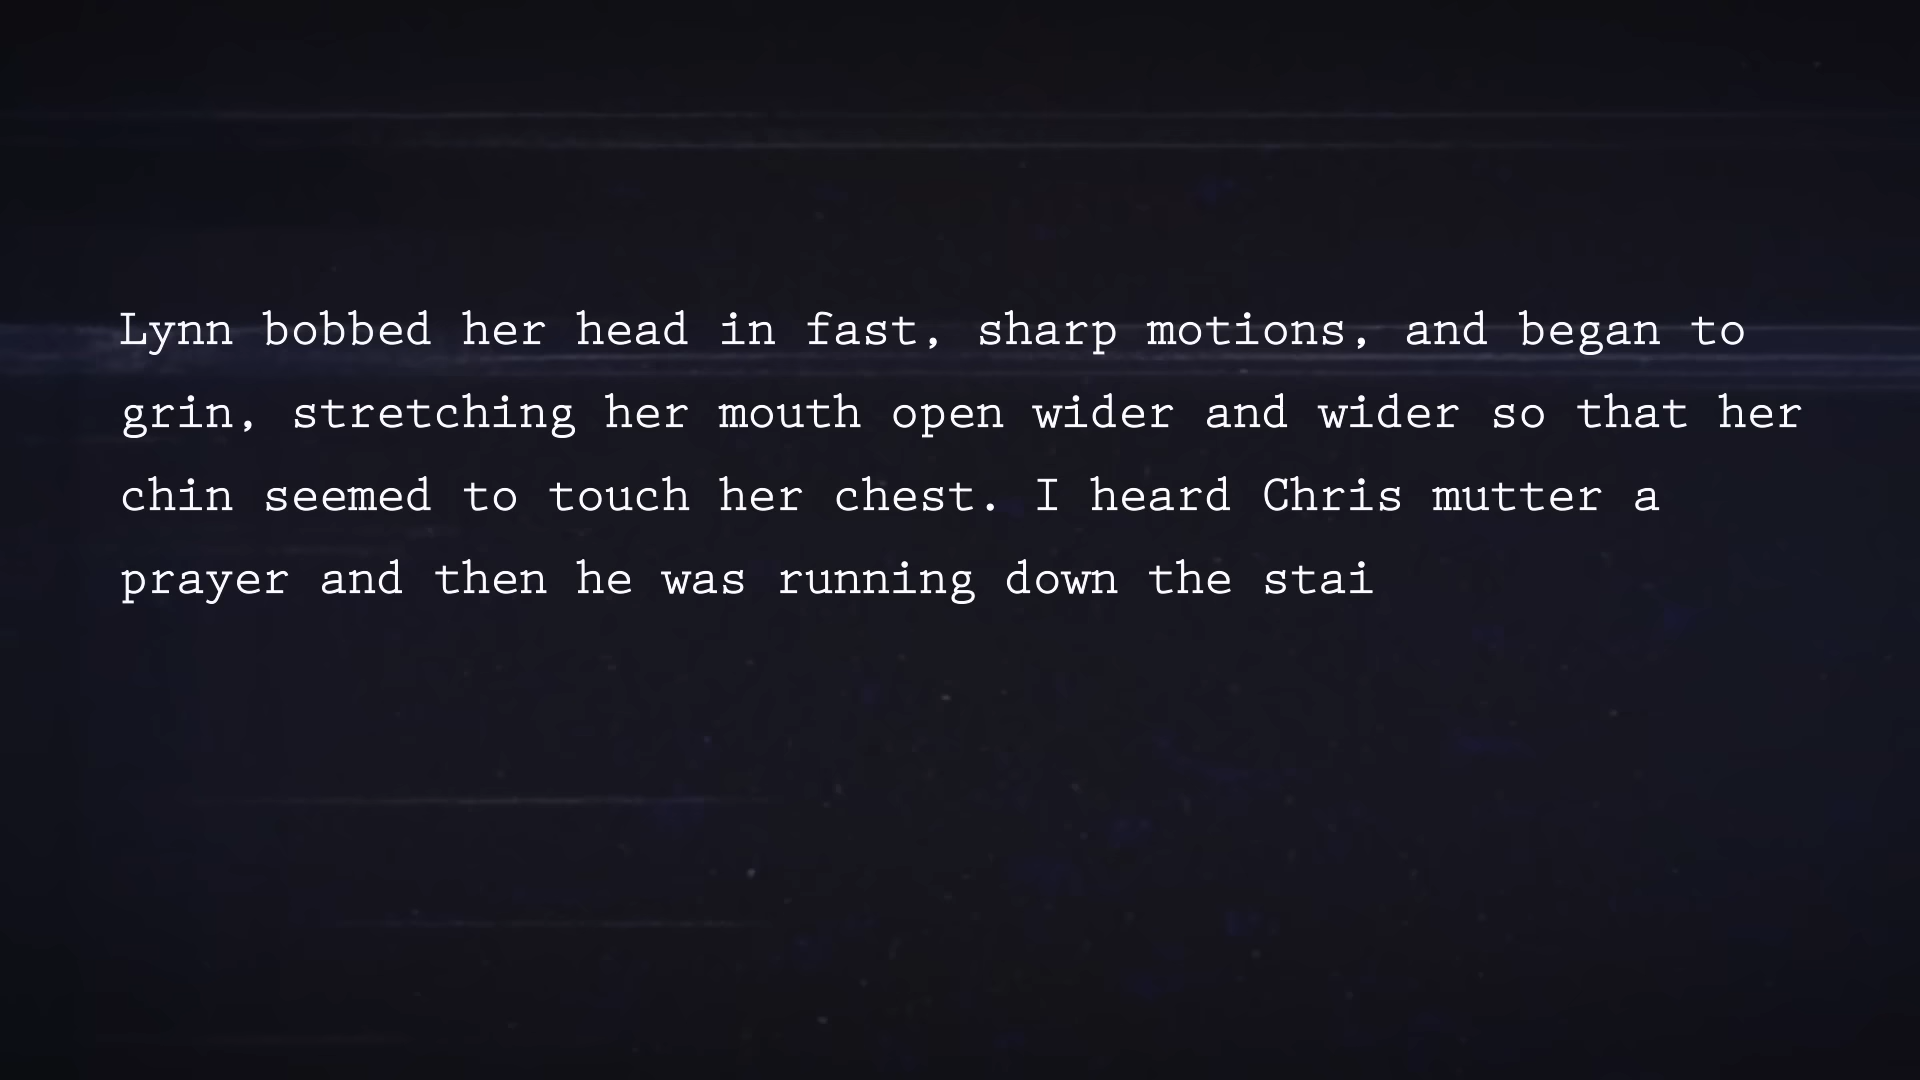 Lynn bobbed her head in fast, sharp motions, and began to
grin, stretching her mouth open wider and wider so that her
chin seemed to touch her chest. I heard Chris mutter a
prayer and then he was running down the stai